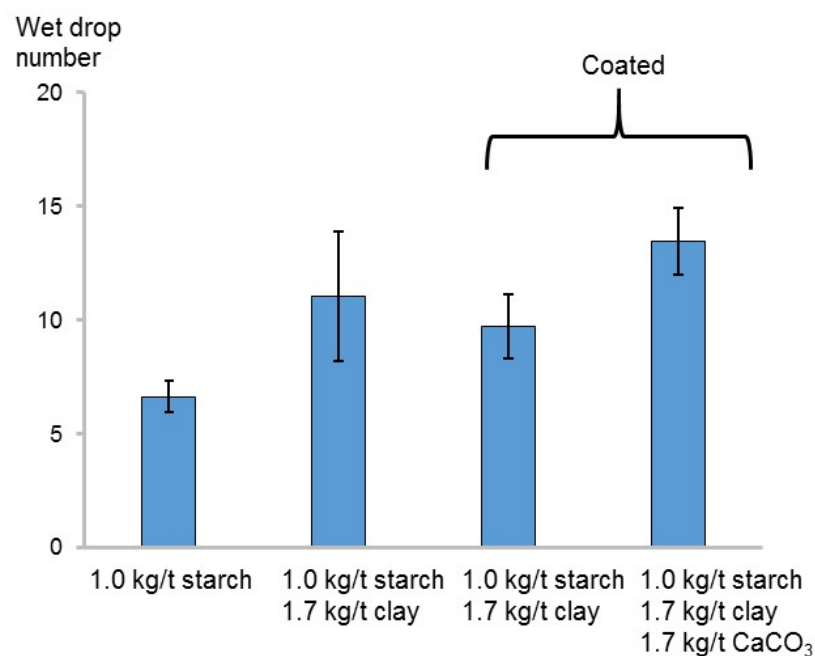 Wet drop
number
Coated
20
15
10
5
0
1.0 kg/t starch
1.0 kg/t starch
1.7 kg/t clay
1.0 kg/t starch
1.7 kg/t clay
1.0 kg/t starch
1.7 kg/t clay
1.7 kg/t CaCO₃